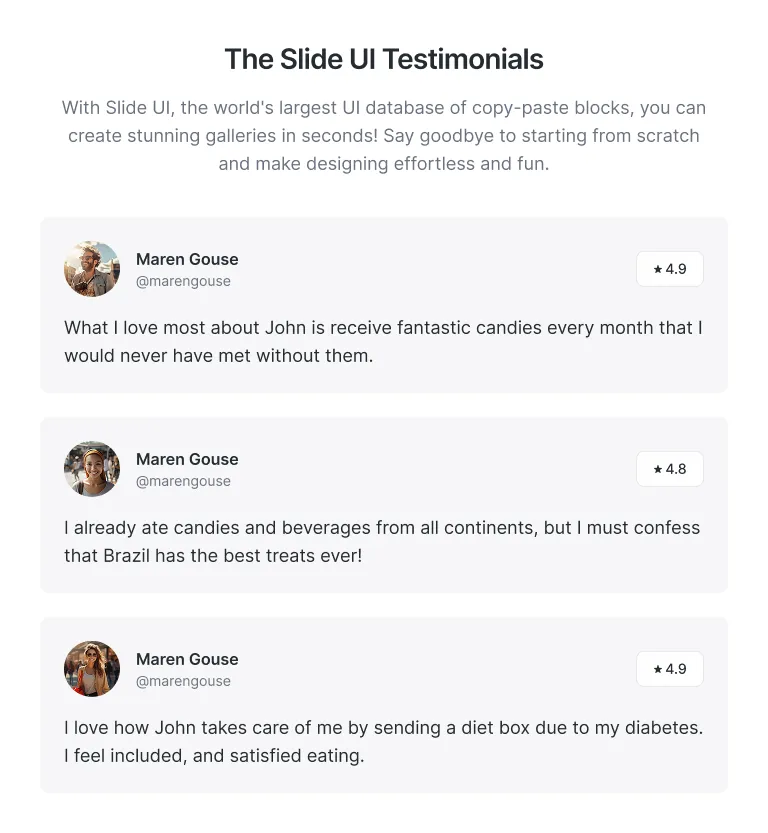 The Slide UI Testimonials
With Slide UI, the world's largest UI database of copy-paste blocks, you can
create stunning galleries in seconds! Say goodbye to starting from scratch
and make designing effortless and fun.
Maren Gouse
@marengouse
★ 4.9
What I love most about John is receive fantastic candies every month that I
would never have met without them.
Maren Gouse
@marengouse
★ 4.8
I already ate candies and beverages from all continents, but I must confess
that Brazil has the best treats ever!
Maren Gouse
@marengouse
★ 4.9
I love how John takes care of me by sending a diet box due to my diabetes.
I feel included, and satisfied eating.